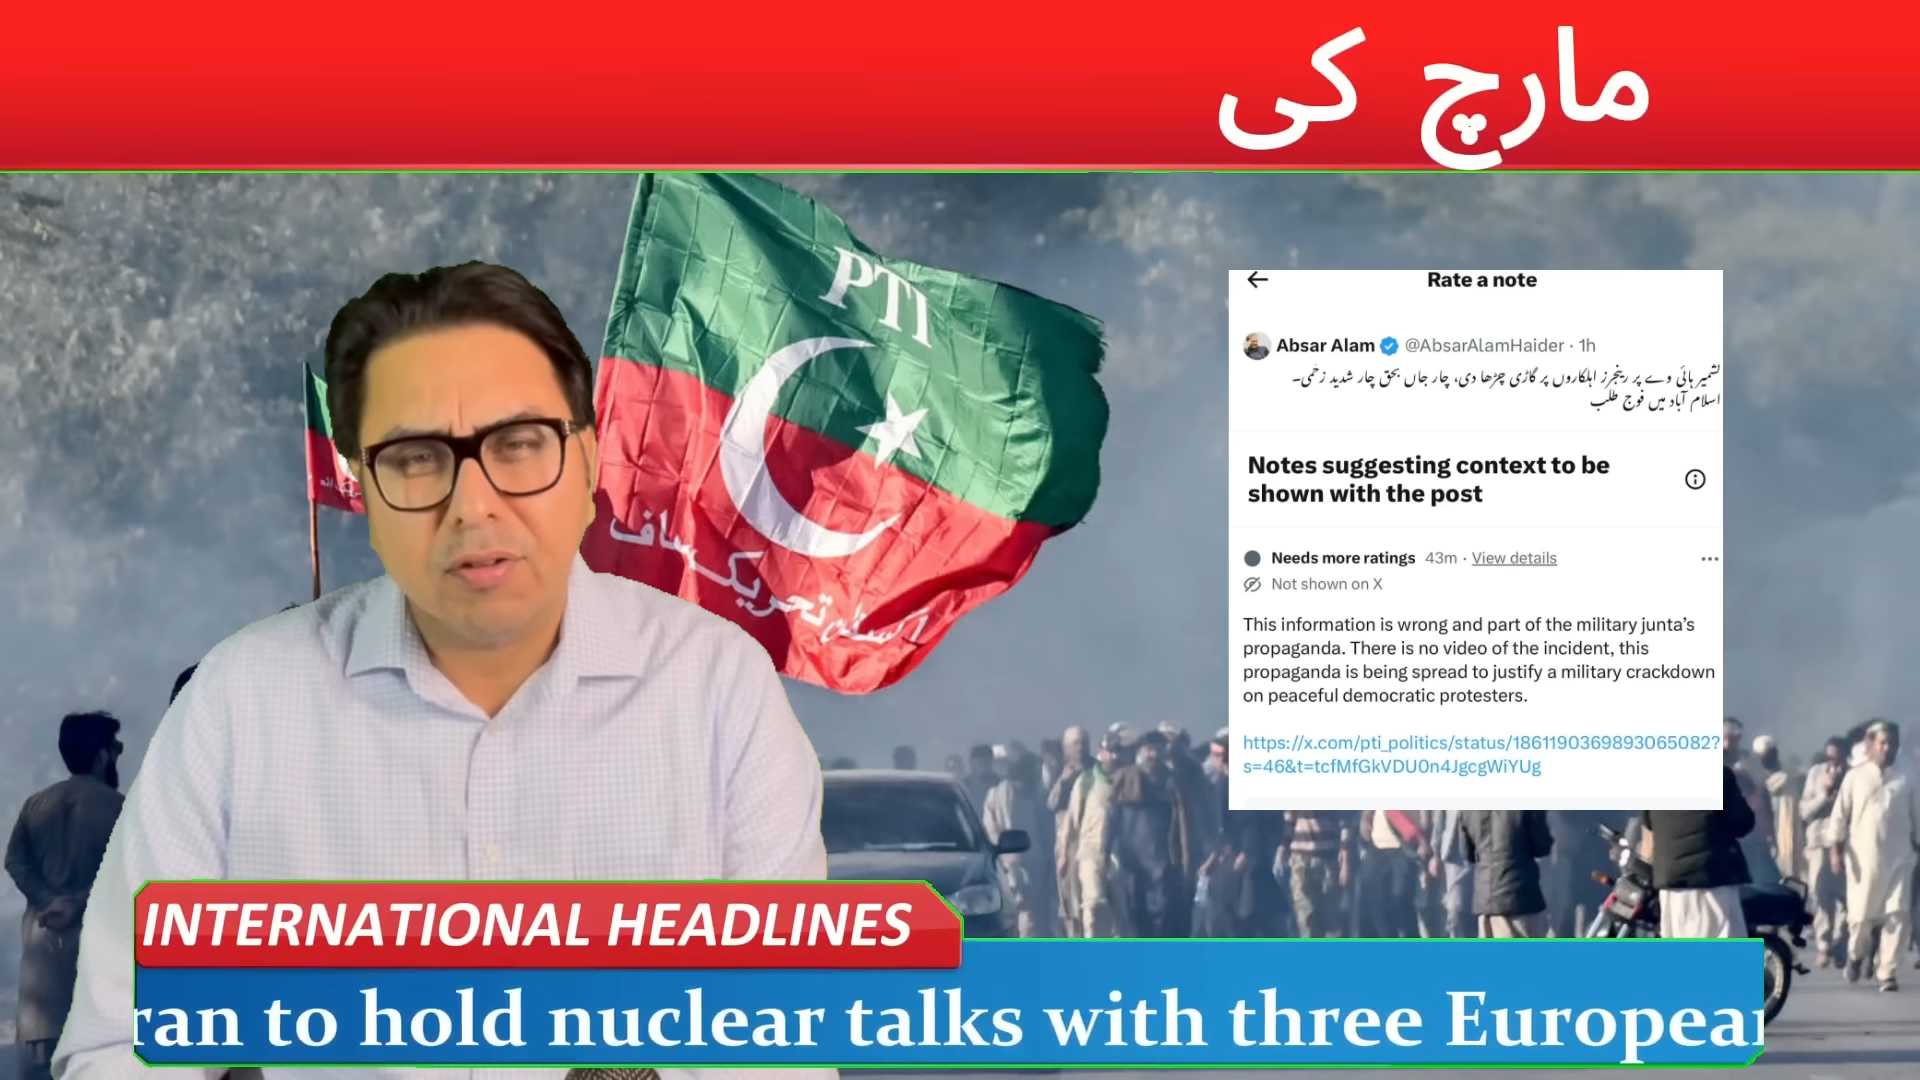 مارچ کی
PTI
تحریک
Rate a note
Absar Alam @AbsarAlamHaider · 1h
کشمیر ہائی وے پر رینجرز اہلکاروں پر گاڑی چڑھا دی، چار جاں بحق چار شدید زخمی۔
اسلام آباد میں فوج طلب
Notes suggesting context to be
shown with the post
Needs more ratings 43m · View details
Not shown on X
This information is wrong and part of the military junta's
propaganda. There is no video of the incident, this
propaganda is being spread to justify a military crackdown
on peaceful democratic protesters.
https://x.com/pti_politics/status/1861190369893065082?
s=46&t=tcfMfGkVDU0n4JgcgWiYUg
INTERNATIONAL HEADLINES
ran to hold nuclear talks with three European